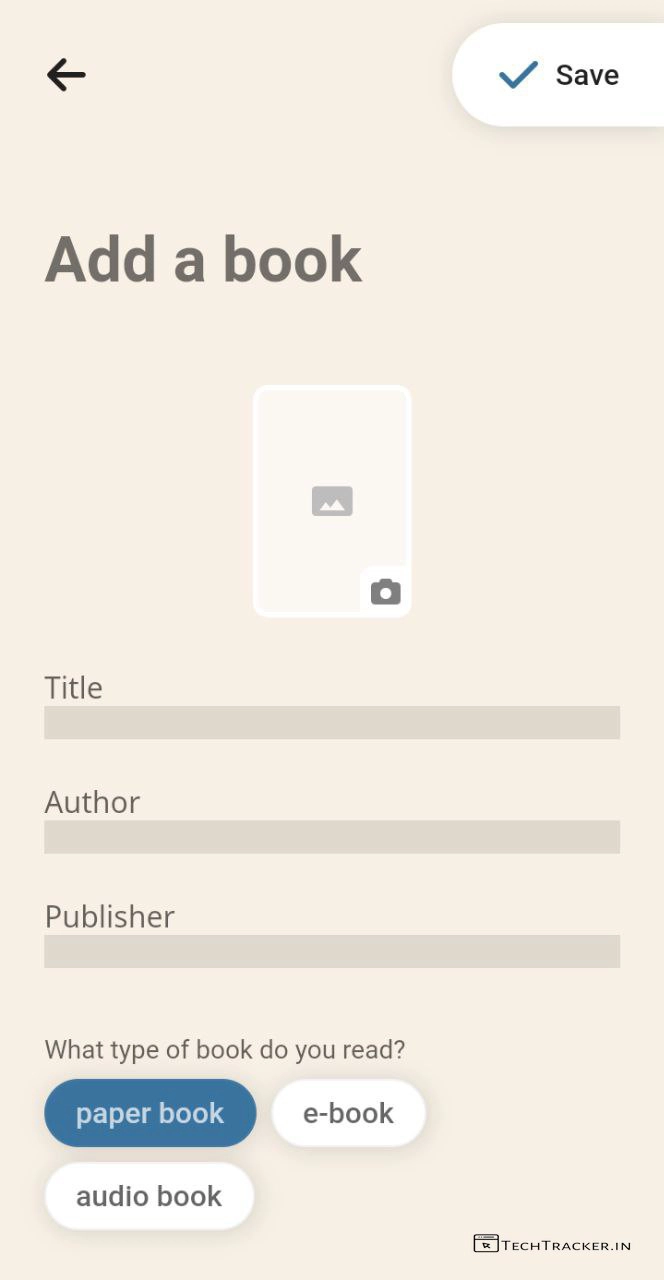 Save
Add a book
Title
Author
Publisher
What type of book do you read?
paper book e-book
audio book
TECHTRACKER.IN